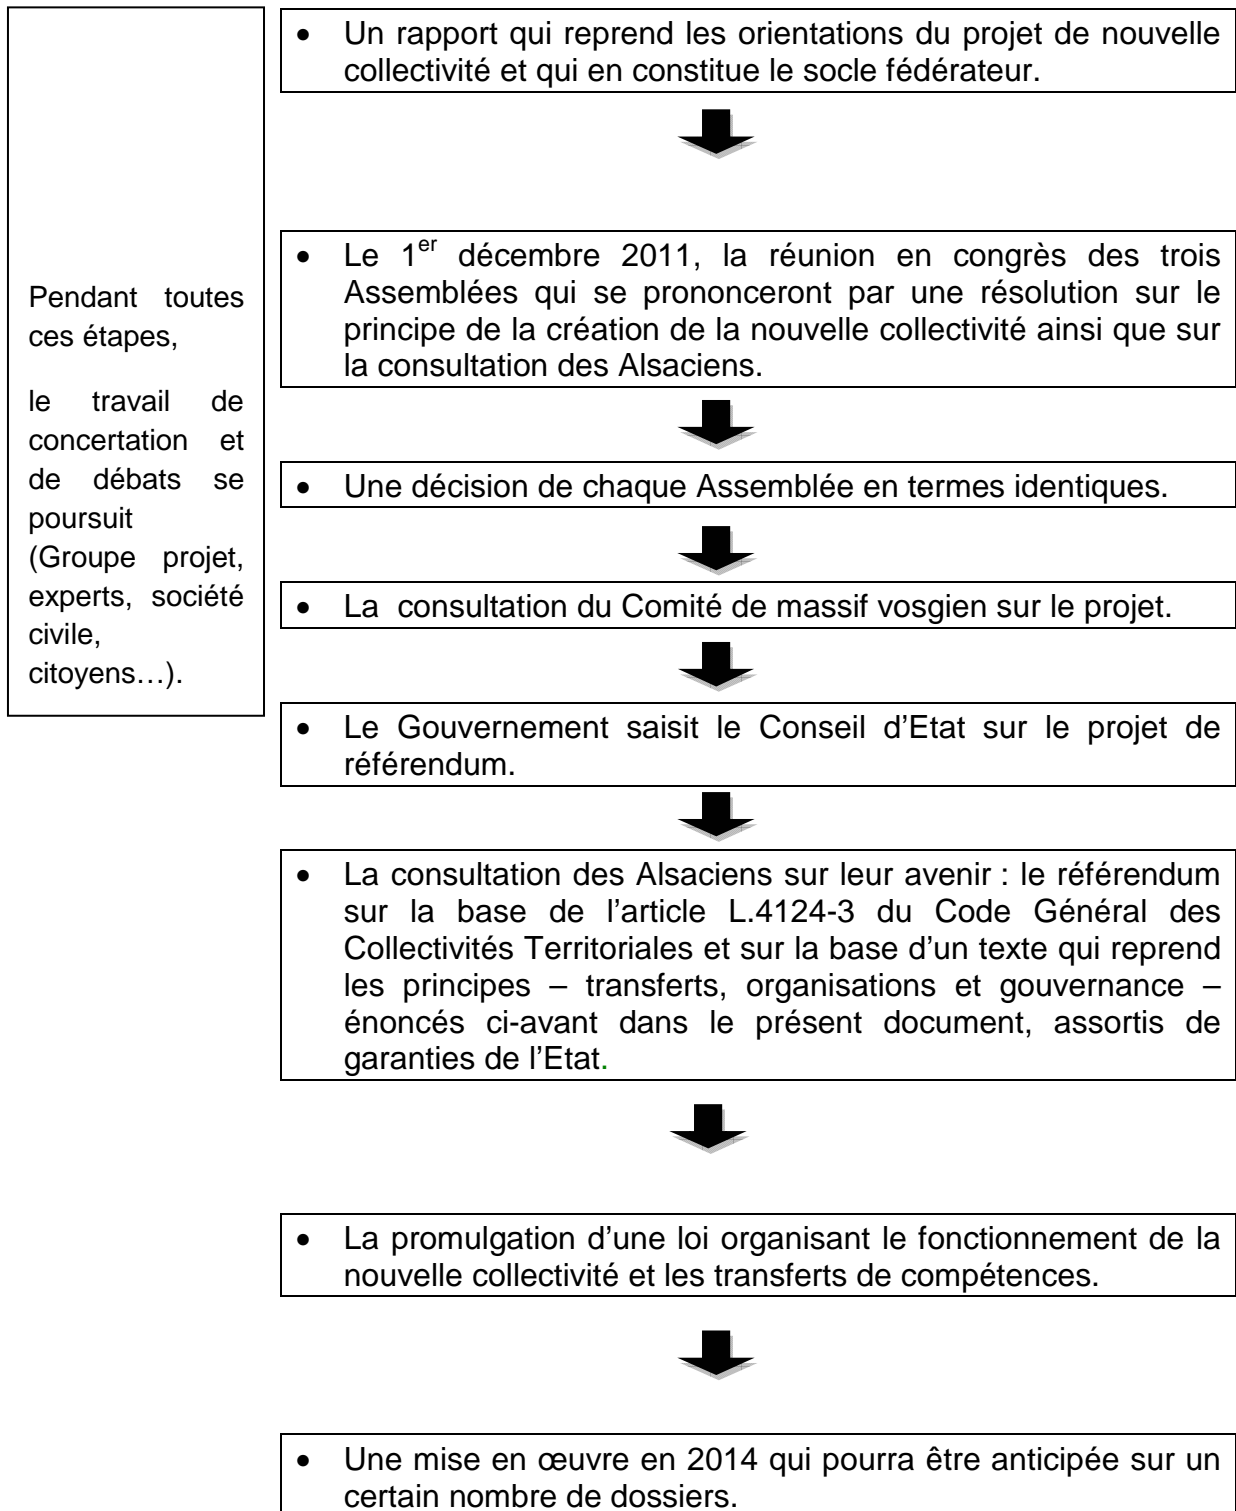 Pendant toutes
ces étapes,
le travail de
concertation et
de débats se
poursuit
(Groupe projet,
experts, société
civile,
citoyens…).
• Un rapport qui reprend les orientations du projet de nouvelle
collectivité et qui en constitue le socle fédérateur.
• Le 1er décembre 2011, la réunion en congrès des trois
Assemblées qui se prononceront par une résolution sur le
principe de la création de la nouvelle collectivité ainsi que sur
la consultation des Alsaciens.
• Une décision de chaque Assemblée en termes identiques.
• La consultation du Comité de massif vosgien sur le projet.
• Le Gouvernement saisit le Conseil d’Etat sur le projet de
référendum.
• La consultation des Alsaciens sur leur avenir : le référendum
sur la base de l’article L.4124-3 du Code Général des
Collectivités Territoriales et sur la base d’un texte qui reprend
les principes – transferts, organisations et gouvernance –
énoncés ci-avant dans le présent document, assortis de
garanties de l’Etat.
• La promulgation d’une loi organisant le fonctionnement de la
nouvelle collectivité et les transferts de compétences.
• Une mise en œuvre en 2014 qui pourra être anticipée sur un
certain nombre de dossiers.